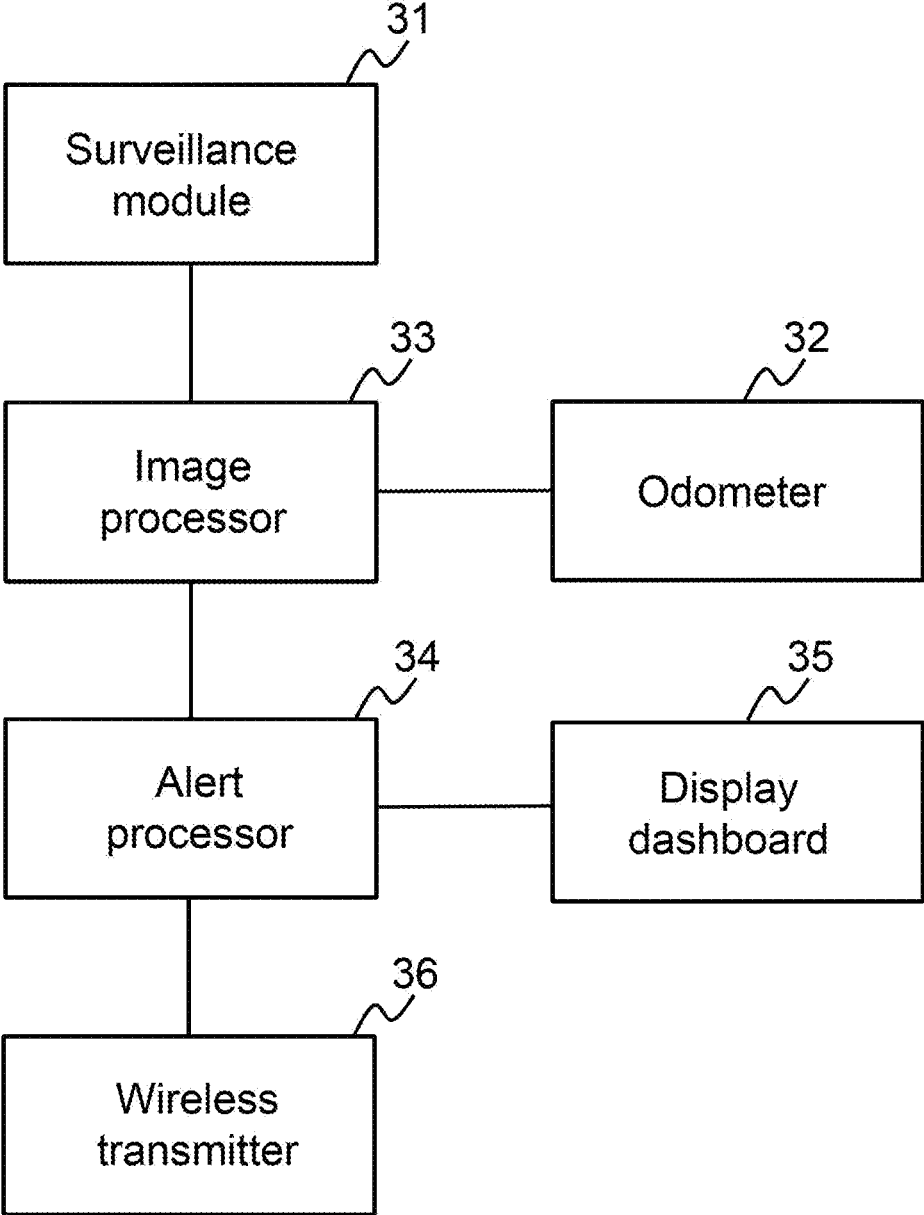 31
Surveillance
module
33
32
Image
processor
Odometer
34
35
Alert
processor
Display
dashboard
36
Wireless
transmitter